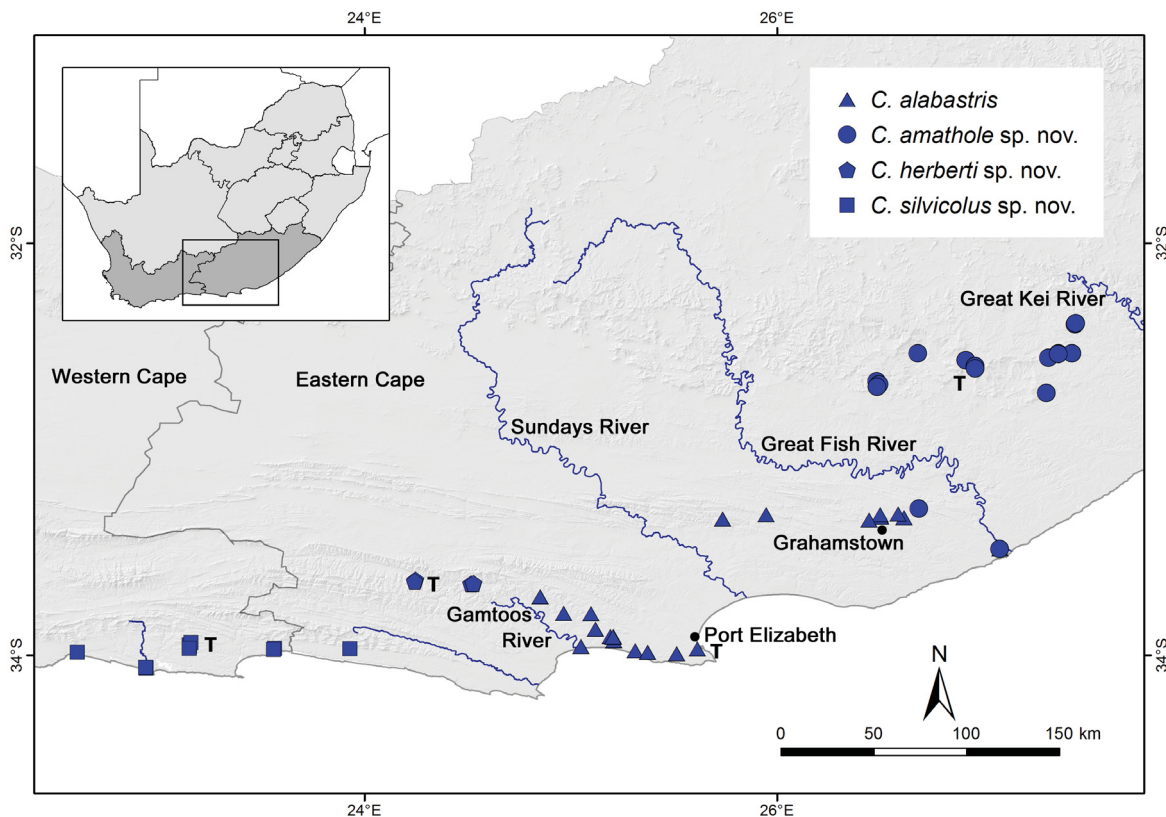 24°E 26°E
C. alabastris
C. amathole sp. nov.
C. herberti sp. nov.
C. silvicolus sp. nov.
32°S 32°S
Great Kei River
Western Cape
Eastern Cape
T
Sundays River
Great Fish River
Grahamstown
T
Gamtoos
River
Port Elizabeth
T
T
34°S 34°S
N
0 50 100 150 km
24°E 26°E